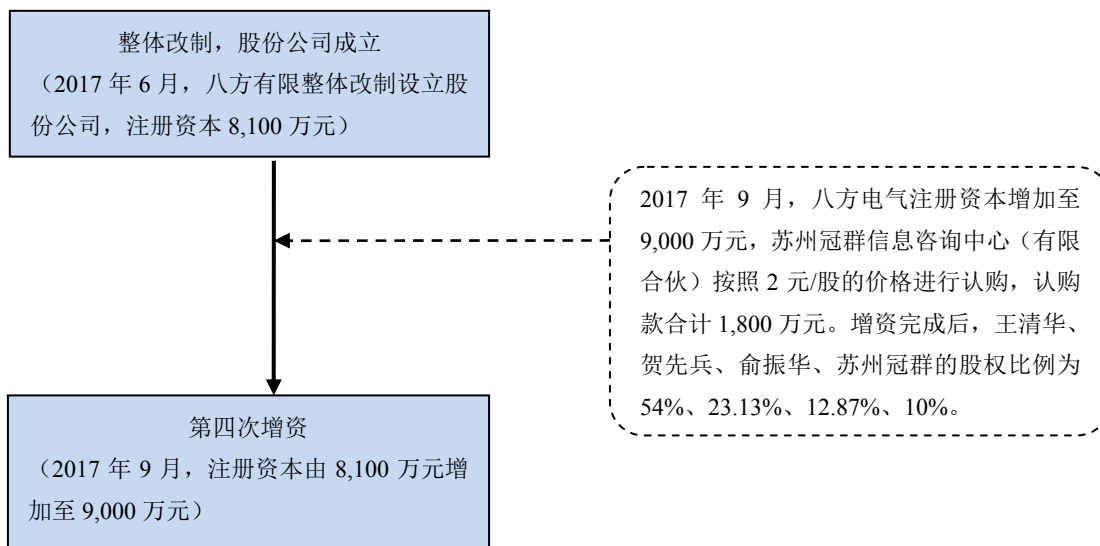 整体改制，股份公司成立
（2017 年 6 月，八方有限整体改制设立股
份公司，注册资本 8,100 万元）
2017 年 9 月，八方电气注册资本增加至
9,000 万元，苏州冠群信息咨询中心（有限
合伙）按照 2 元/股的价格进行认购，认购
款合计 1,800 万元。增资完成后，王清华、
贺先兵、俞振华、苏州冠群的股权比例为
54%、23.13%、12.87%、10%。
第四次增资
（2017 年 9 月，注册资本由 8,100 万元增
加至 9,000 万元）